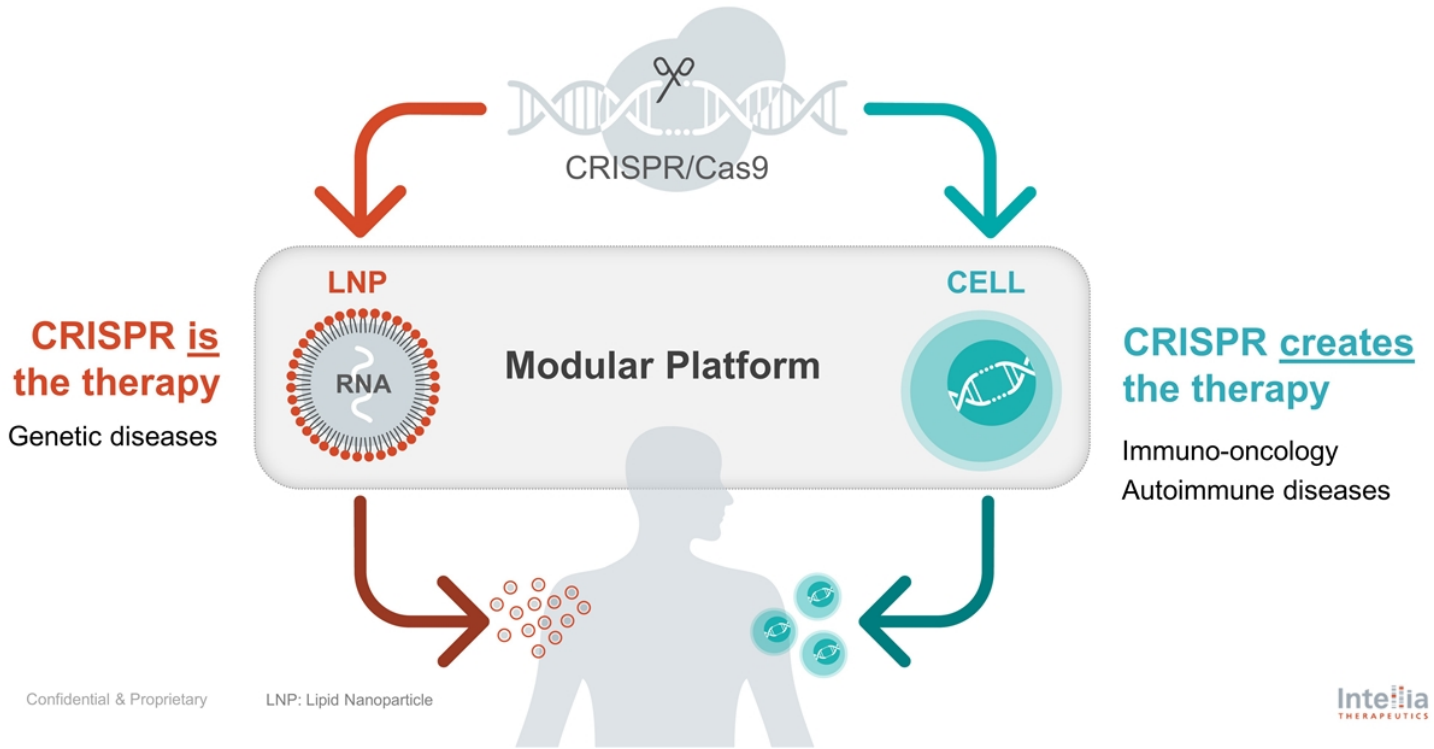 CRISPR/Cas9
LNP
CELL
RNA
Modular Platform
CRISPR is
the therapy
Genetic diseases
CRISPR creates
the therapy
Immuno-oncology
Autoimmune diseases
Confidential & Proprietary
LNP: Lipid Nanoparticle
Intellia
THERAPEUTICS